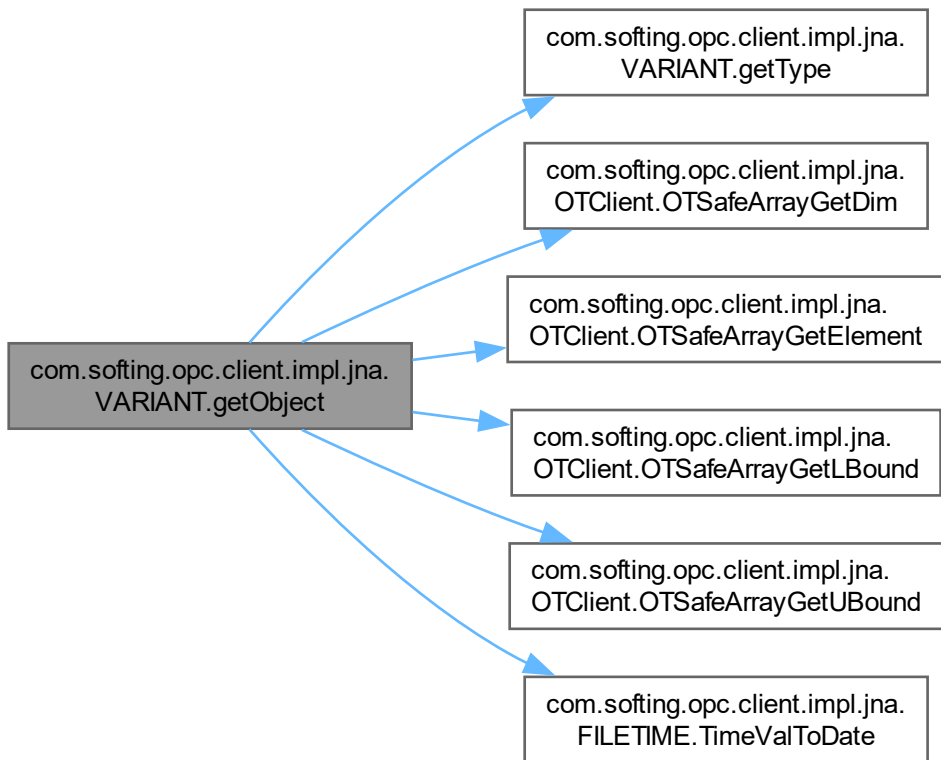 com.softing.opc.client.impl.jna.
VARIANT.getType
com.softing.opc.client.impl.jna.
OTClient.OTSafeArrayGetDim
com.softing.opc.client.impl.jna.
OTClient.OTSafeArrayGetElement
com.softing.opc.client.impl.jna.
VARIANT.getObject
com.softing.opc.client.impl.jna.
OTClient.OTSafeArrayGetLBound
com.softing.opc.client.impl.jna.
OTClient.OTSafeArrayGetUBound
com.softing.opc.client.impl.jna.
FILETIME.TimeValToDate